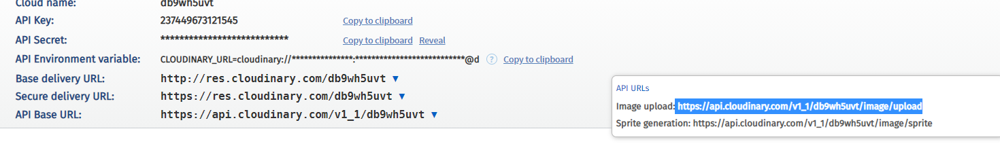 Cloud name: db9wh5uvt
API Key: 237449673121545 Copy to clipboard
API Secret: *************************** Copy to clipboard Reveal
API Environment variable: CLOUDINARY_URL=cloudinary://***************:***************************@d ? Copy to clipboard
Base delivery URL: http://res.cloudinary.com/db9wh5uvt ▼
Secure delivery URL: https://res.cloudinary.com/db9wh5uvt ▼
API Base URL: https://api.cloudinary.com/v1_1/db9wh5uvt ▼
API URLs
Image upload: https://api.cloudinary.com/v1_1/db9wh5uvt/image/upload
Sprite generation: https://api.cloudinary.com/v1_1/db9wh5uvt/image/sprite